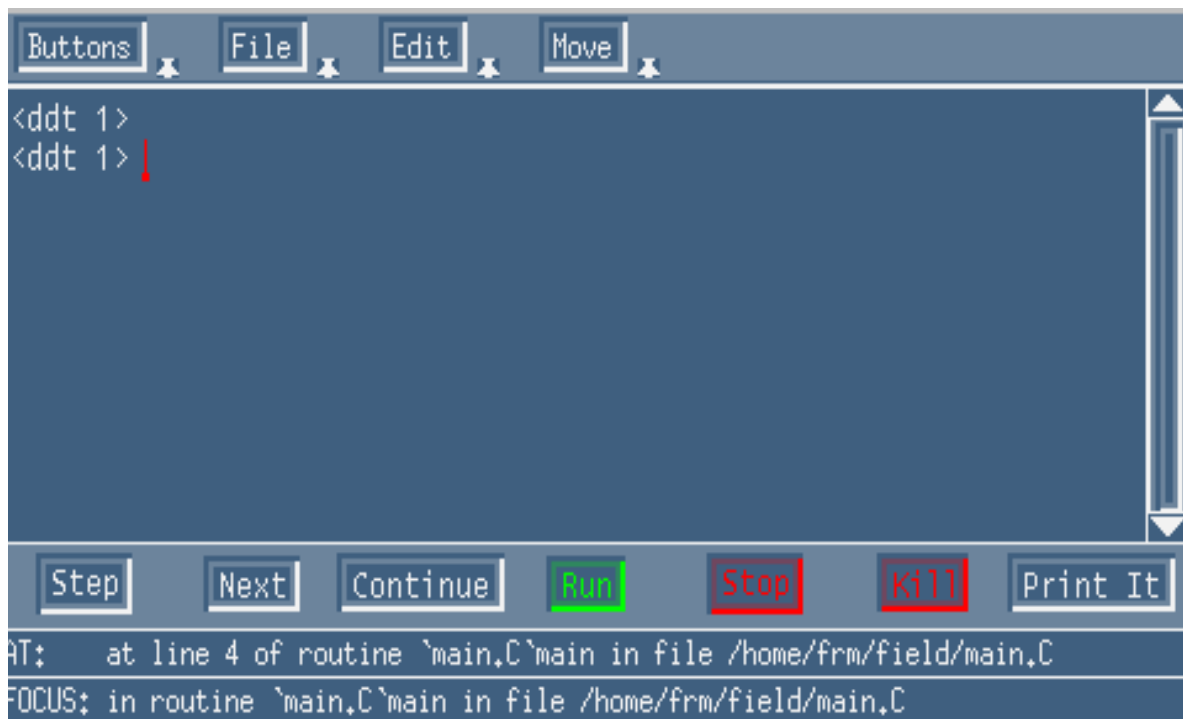 Buttons File Edit Move
<ddt 1>
<ddt 1>
Step Next Continue Run Stop Kill Print It
AT: at line 4 of routine `main.C`main in file /home/frm/field/main.C
FOCUS: in routine `main.C`main in file /home/frm/field/main.C